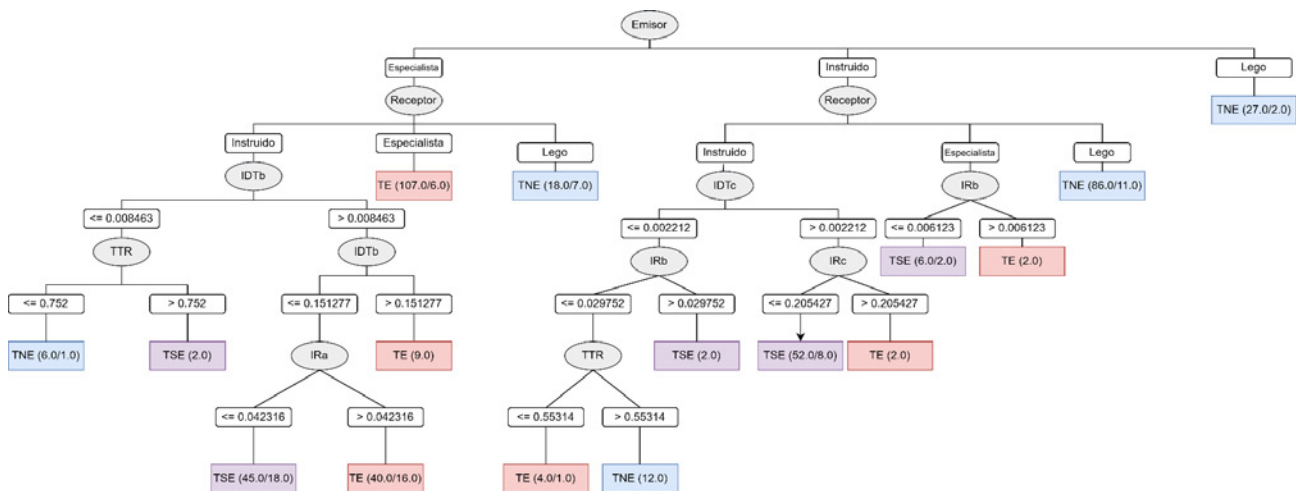 Emisor
Especialista
Instruido
Lego
Receptor
Receptor
TNE (27.0/2.0)
Instruido
Especialista
Lego
Instruido
Especialista
Lego
IDTb
TE (107.0/6.0)
TNE (18.0/7.0)
IDTc
IRb
TNE (86.0/11.0)
<= 0.008463
> 0.008463
<= 0.002212
> 0.002212
<= 0.006123
> 0.006123
TTR
IDTb
IRb
IRc
TSE (6.0/2.0)
TE (2.0)
<= 0.752
> 0.752
<= 0.151277
> 0.151277
<= 0.029752
> 0.029752
<= 0.205427
> 0.205427
TNE (6.0/1.0)
TSE (2.0)
IRa
TE (9.0)
TTR
TSE (2.0)
TSE (52.0/8.0)
TE (2.0)
<= 0.042316
> 0.042316
<= 0.55314
> 0.55314
TSE (45.0/18.0)
TE (40.0/16.0)
TE (4.0/1.0)
TNE (12.0)